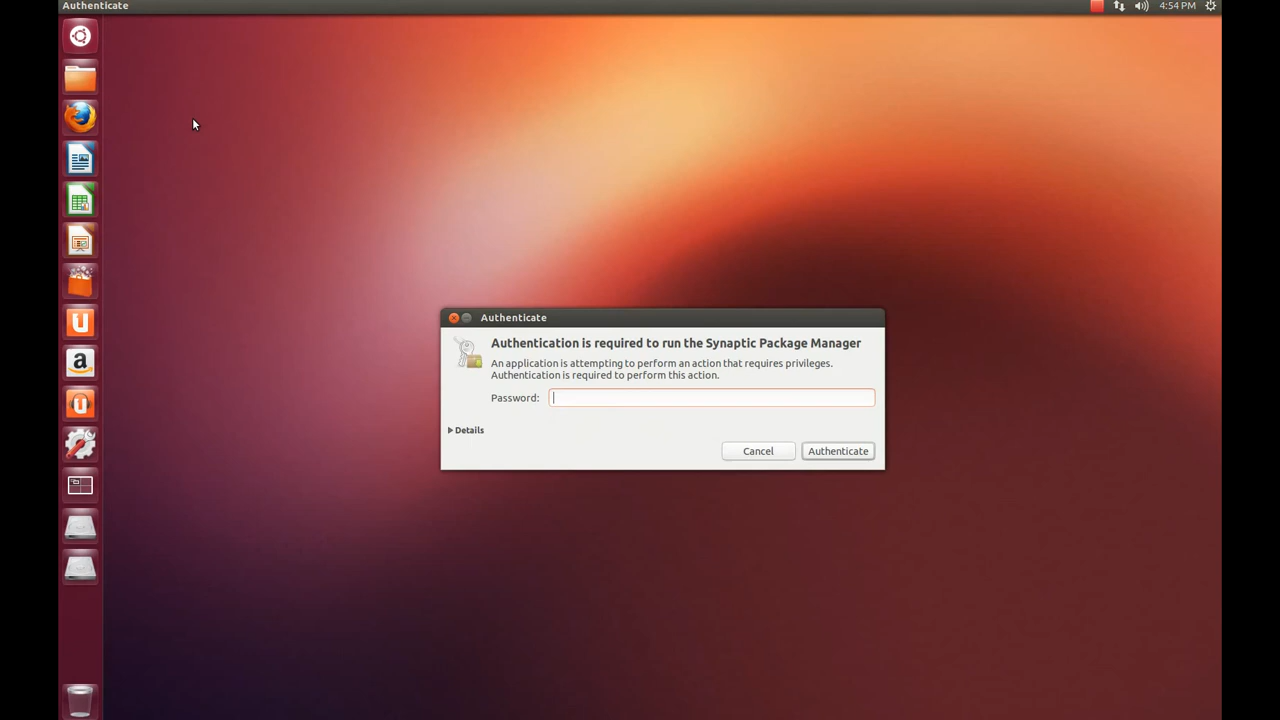 Authenticate
4:54 PM
Authenticate
Authentication is required to run the Synaptic Package Manager
An application is attempting to perform an action that requires privileges.
Authentication is required to perform this action.
Password:
Details
Cancel
Authenticate